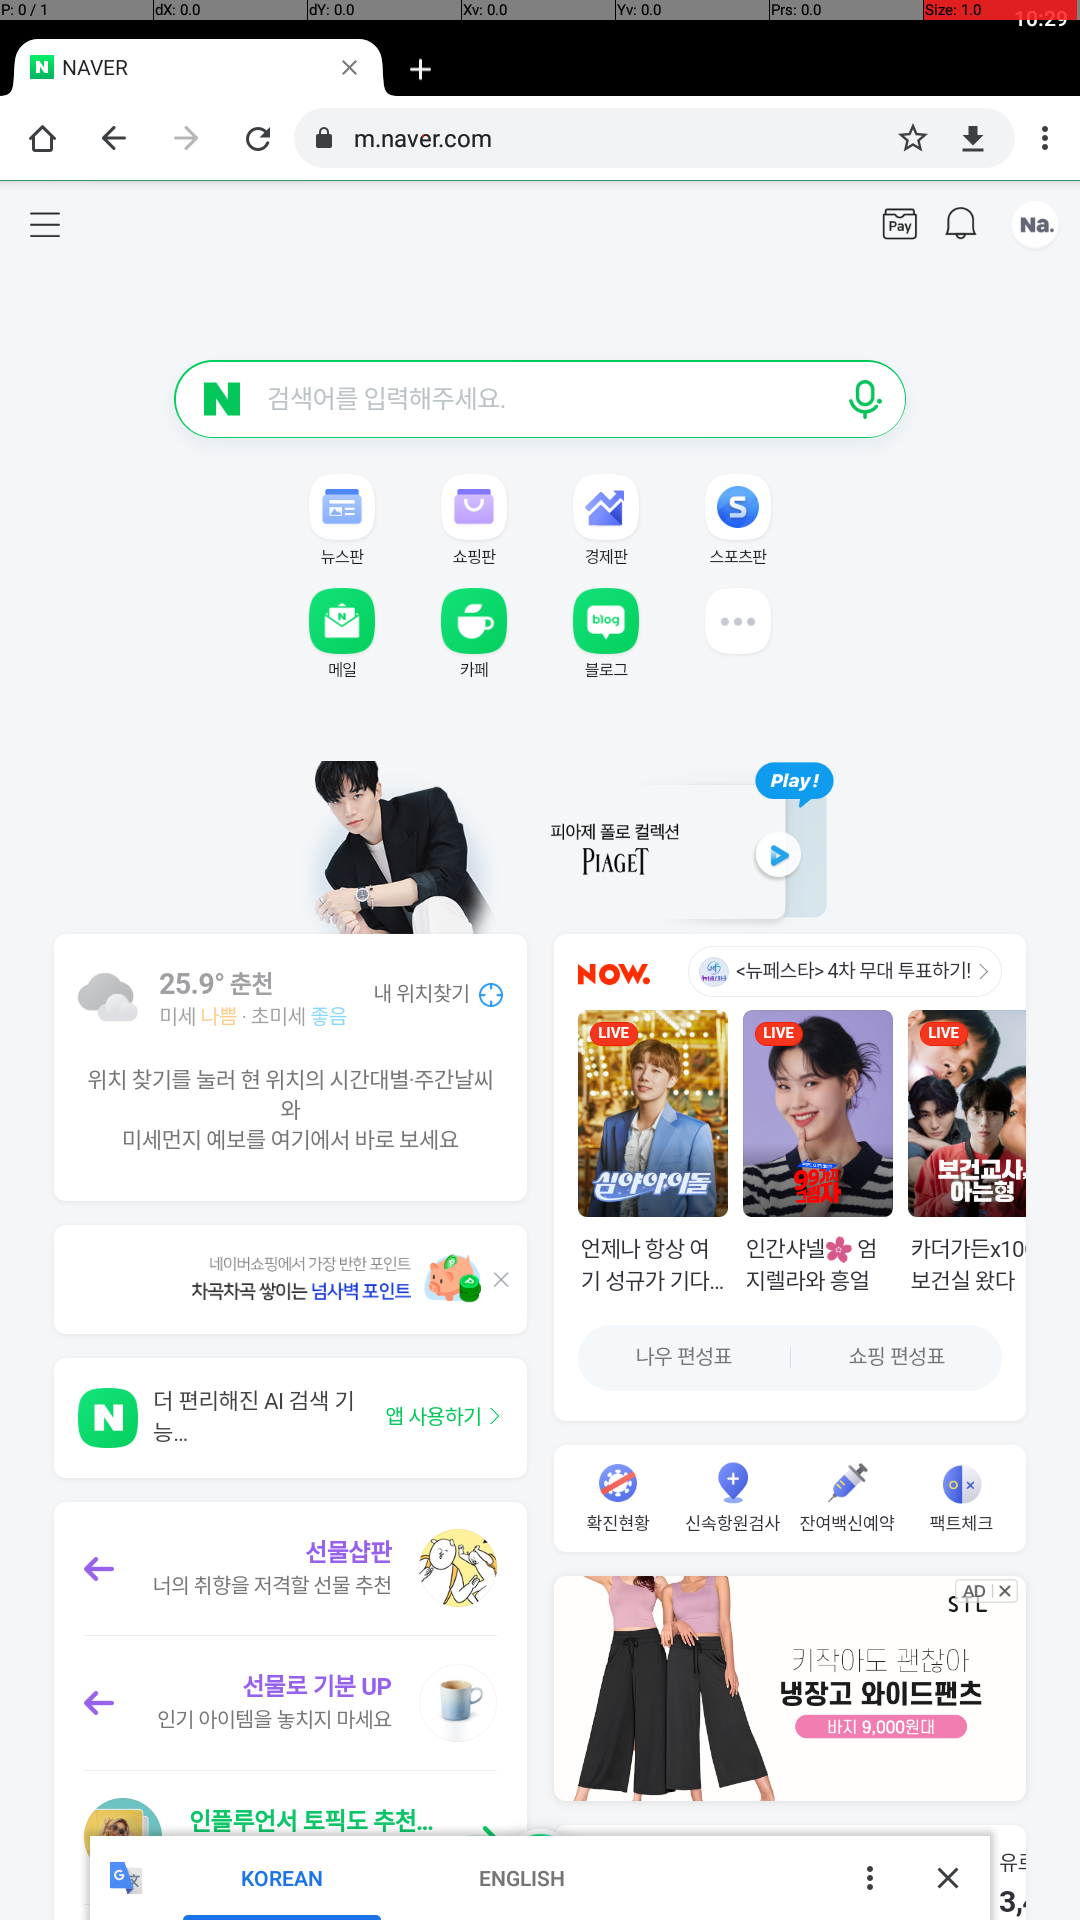 P: 0 / 1 dX: 0.0 dY: 0.0 Xv: 0.0 Yv: 0.0 Prs: 0.0 Size: 1.0
10:29
NAVER
m.naver.com
Pay
Na.
N 검색어를 입력해주세요.
뉴스판 쇼핑판 경제판 스포츠판
blog
메일 카페 블로그
Play!
피아제 폴로 컬렉션
PIAGET
25.9° 춘천
미세 나쁨 · 초미세 좋음
내 위치찾기
위치 찾기를 눌러 현 위치의 시간대별·주간날씨
와
미세먼지 예보를 여기에서 바로 보세요
네이버쇼핑에서 가장 반한 포인트
차곡차곡 쌓이는 넘사벽 포인트
더 편리해진 AI 검색 기
능...
앱 사용하기
선물샵판
너의 취향을 저격할 선물 추천
선물로 기분 UP
인기 아이템을 놓치지 마세요
인플루언서 토픽도 추천...
NOW.
<뉴페스타> 4차 무대 투표하기!
LIVE LIVE LIVE
심야아이돌
보건교사,
아는형
언제나 항상 여
기 성규가 기다...
인간샤넬🌸 엄
지렐라와 흥얼
카더가든x10
보건실 왔다
나우 편성표 쇼핑 편성표
확진현황 신속항원검사 잔여백신예약 팩트체크
AD
키작아도 괜찮아
냉장고 와이드팬츠
바지 9,000원대
유로
3,4
KOREAN ENGLISH